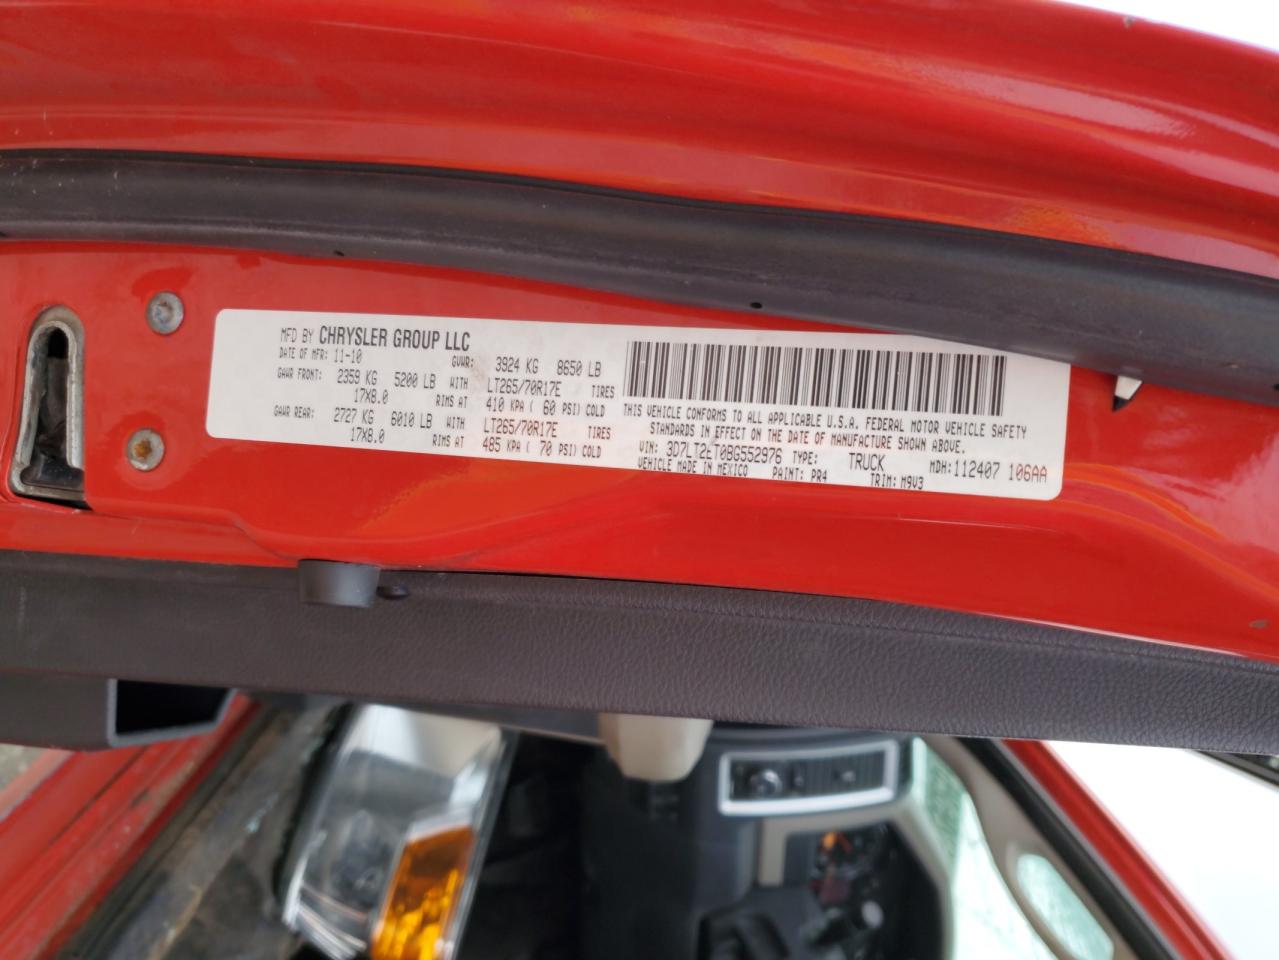 MFD BY CHRYSLER GROUP LLC
DATE OF MFR: 11-10 GVWR: 3924 KG 8650 LB
GAWR FRONT: 2359 KG 5200 LB WITH LT265/70R17E TIRES
17X8.0 RIMS AT 410 KPA ( 60 PSI) COLD
GAWR REAR: 2727 KG 6010 LB WITH LT265/70R17E TIRES
17X8.0 RIMS AT 485 KPA ( 70 PSI) COLD
THIS VEHICLE CONFORMS TO ALL APPLICABLE U.S.A. FEDERAL MOTOR VEHICLE SAFETY
STANDARDS IN EFFECT ON THE DATE OF MANUFACTURE SHOWN ABOVE.
VIN: 3D7LT2ET0BG552976 TYPE: TRUCK MDH: 112407 106AA
VEHICLE MADE IN MEXICO PAINT: PR4 TRIM: M9V3